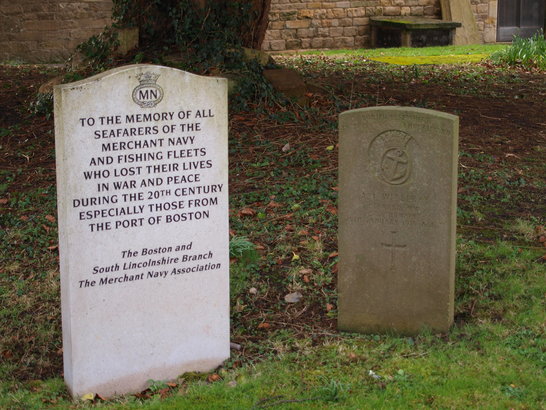 MN
TO THE MEMORY OF ALL
SEAFARERS OF THE
MERCHANT NAVY
AND FISHING FLEETS
WHO LOST THEIR LIVES
IN WAR AND PEACE
DURING THE 20TH CENTURY
ESPECIALLY THOSE FROM
THE PORT OF BOSTON
The Boston and
South Lincolnshire Branch
The Merchant Navy Association